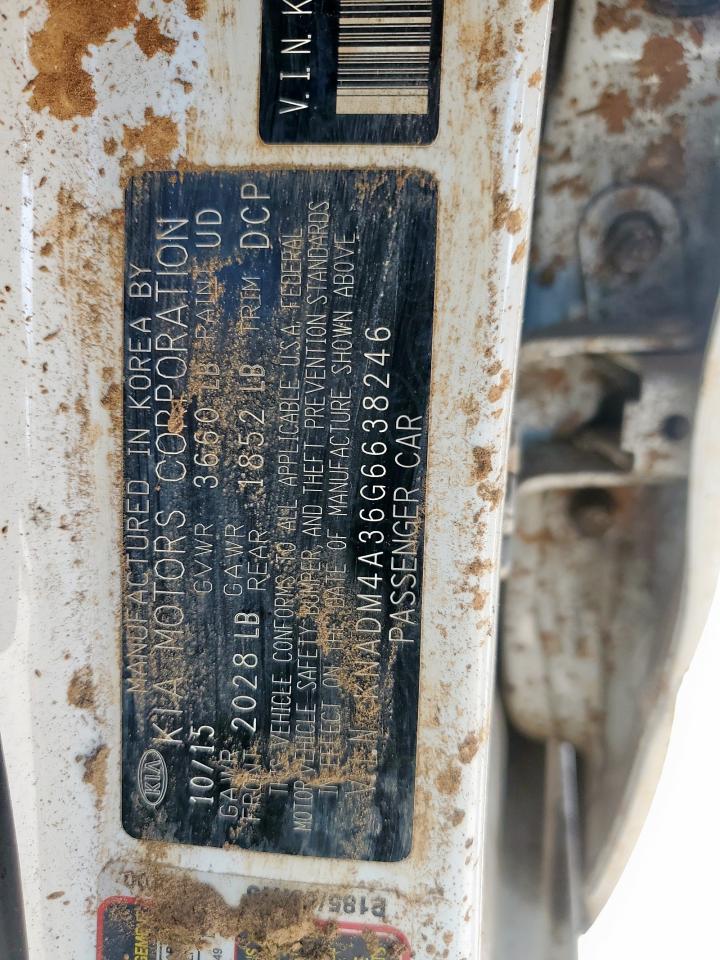 V. I N. K
KIA
MANUFACTURED IN KOREA BY
KIA MOTORS CORPORATION
10/15 GVWR 3660 LB PAINT UD
GAWR GAWR
FRONT 2028 LB REAR 1852 LB TRIM DCP
THIS VEHICLE CONFORMS TO ALL APPLICABLE U.S.A. FEDERAL
MOTOR VEHICLE SAFETY, BUMPER, AND THEFT PREVENTION STANDARDS
IN EFFECT ON THE DATE OF MANUFACTURE SHOWN ABOVE
V.I.N. KNADM4A36G6638246
PASSENGER CAR
P185/